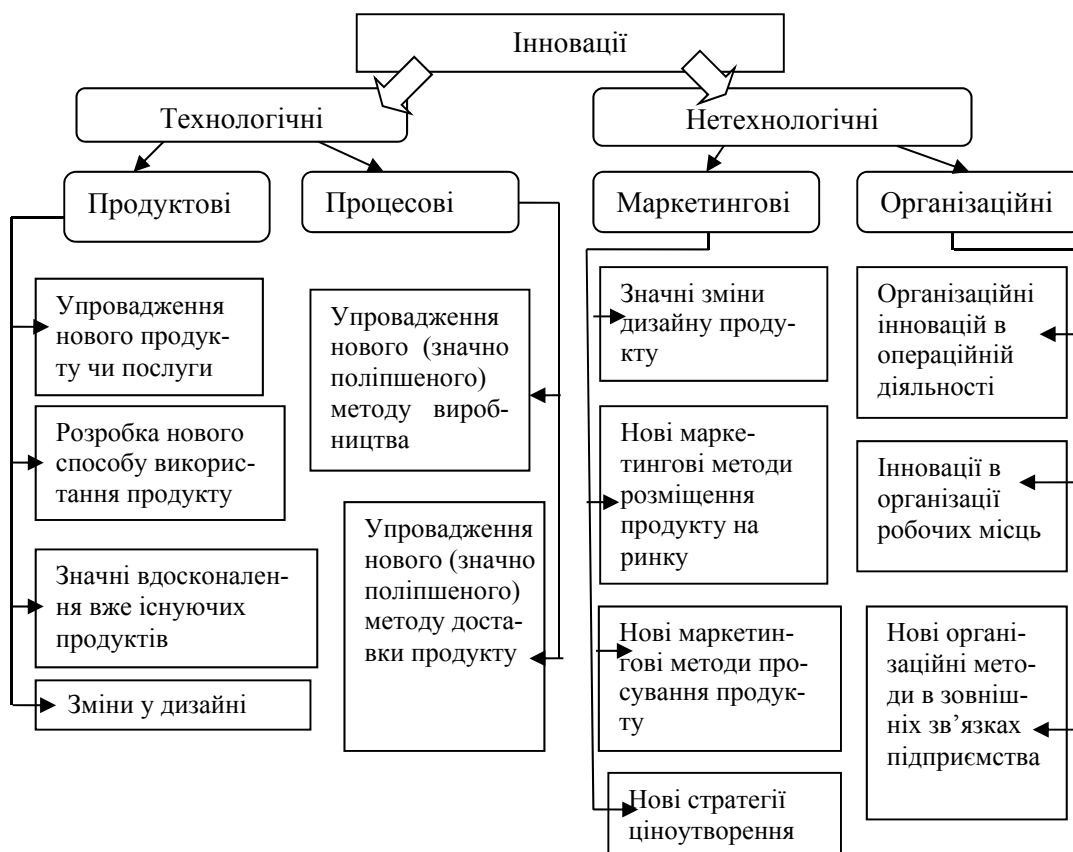 Інновації
Технологічні
Нетехнологічні
Продуктові
Процесові
Маркетингові
Організаційні
Упровадження
нового продук-
ту чи послуги
Розробка нового
способу викорис-
тання продукту
Значні вдосконален-
ня вже існуючих
продуктів
Зміни у дизайні
Упровадження
нового (значно
поліпшеного)
методу вироб-
ництва
Упровадження
нового (значно
поліпшеного)
методу доста-
вки продукту
Значні зміни
дизайну проду-
кту
Нові марке-
тингові методи
розміщення
продукту на
ринку
Нові маркетин-
гові методи про-
сування продук-
ту
Нові стратегії
ціноутворення
Організаційні
інновацій в
операційній
діяльності
Інновації в
організації
робочих місць
Нові органі-
заційні мето-
ди в зовніш-
ніх зв’язках
підприємства